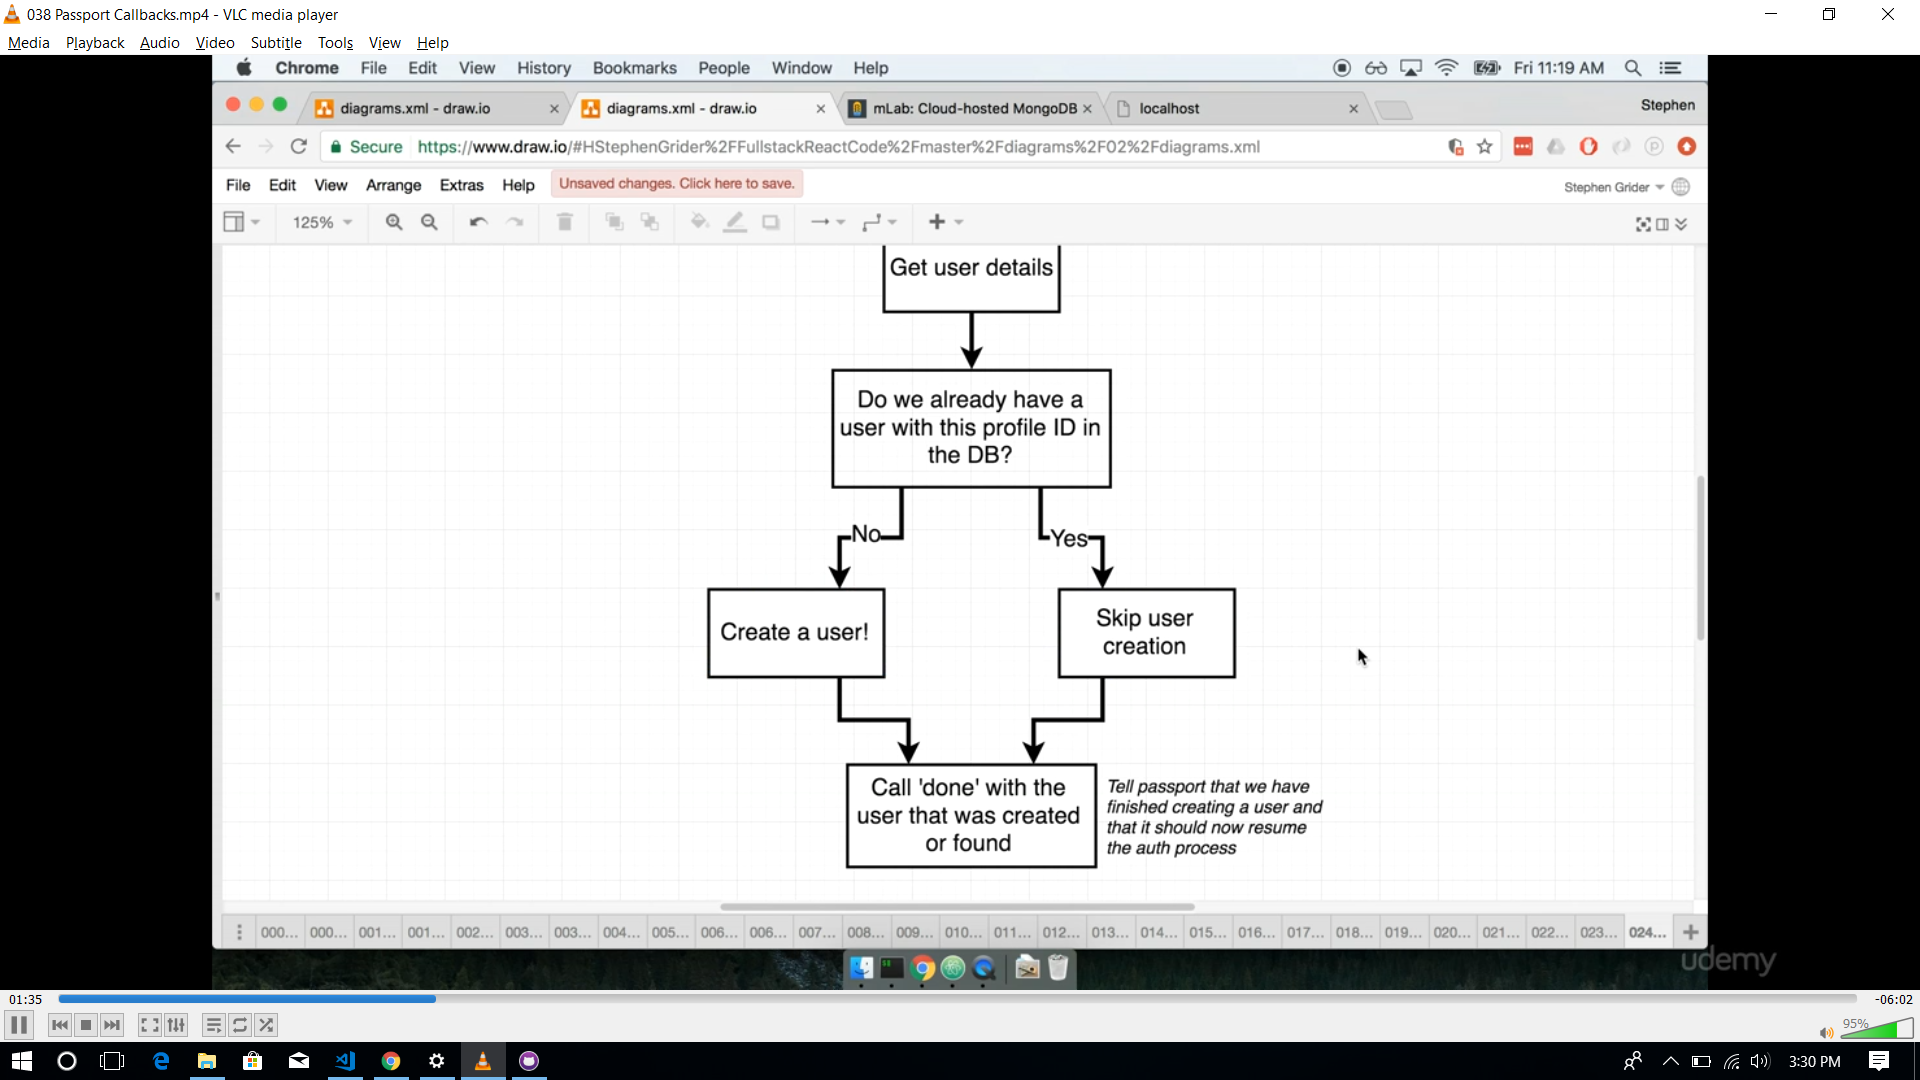 038 Passport Callbacks.mp4 - VLC media player
Media Playback Audio Video Subtitle Tools View Help
Chrome File Edit View History Bookmarks People Window Help Fri 11:19 AM
diagrams.xml - draw.io diagrams.xml - draw.io mLab: Cloud-hosted MongoDB localhost Stephen
Secure https://www.draw.io/#HStephenGrider%2FFullstackReactCode%2Fmaster%2Fdiagrams%2F02%2Fdiagrams.xml
File Edit View Arrange Extras Help Unsaved changes. Click here to save. Stephen Grider
125%
Get user details
Do we already have a
user with this profile ID in
the DB?
No
Yes
Create a user!
Skip user
creation
Call 'done' with the
user that was created
or found
Tell passport that we have
finished creating a user and
that it should now resume
the auth process
000... 000... 001... 001... 002... 003... 003... 004... 005... 006... 006... 007... 008... 009... 010... 011... 012... 013... 014... 015... 016... 017... 018... 019... 020... 021... 022... 023... 024...
udemy
01:35 -06:02
95%
3:30 PM